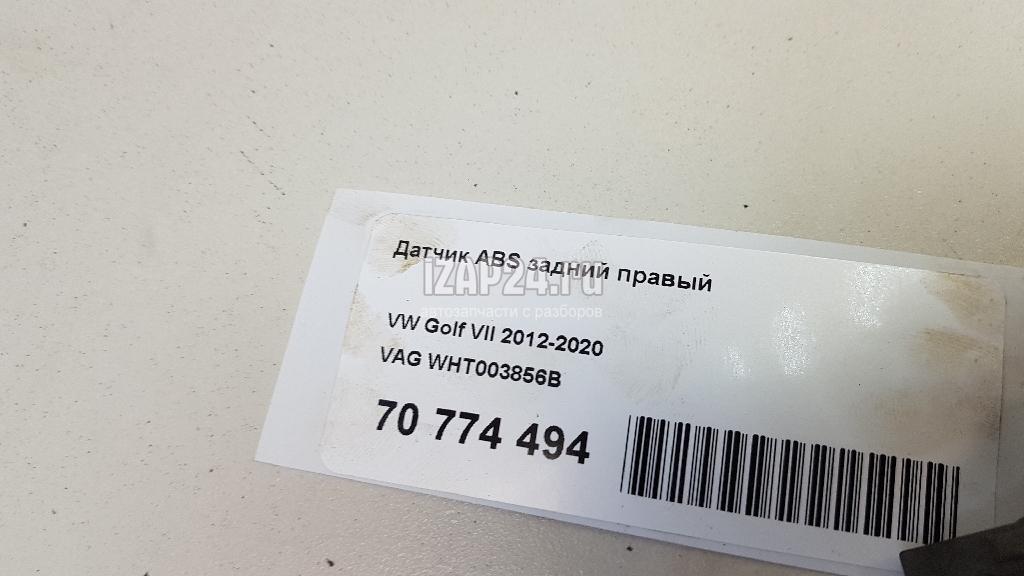 Датчик ABS задний правый
iZAP24.ru
автозапчасти с разборов
VW Golf VII 2012-2020
VAG WHT003856B
70 774 494